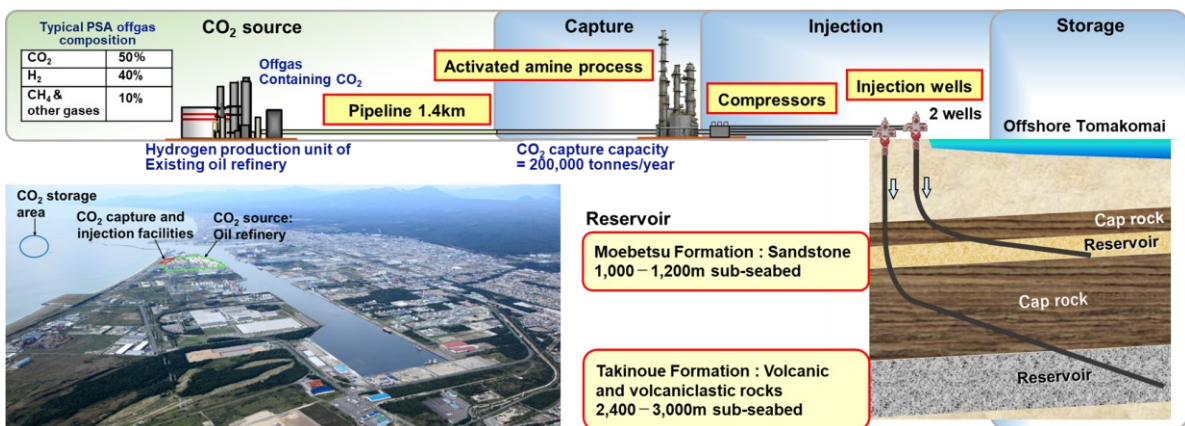 Typical PSA offgas
composition
CO₂ 50%
H₂ 40%
CH₄ &
other gases 10%
CO₂ source
Offgas
Containing CO₂
Pipeline 1.4km
Hydrogen production unit of
Existing oil refinery
Capture
Activated amine process
CO₂ capture capacity
= 200,000 tonnes/year
Injection
Compressors
Injection wells
2 wells
Storage
Offshore Tomakomai
CO₂ storage
area
CO₂ capture and
injection facilities
CO₂ source:
Oil refinery
Reservoir
Moebetsu Formation : Sandstone
1,000－1,200m sub-seabed
Takinoue Formation : Volcanic
and volcaniclastic rocks
2,400－3,000m sub-seabed
Cap rock
Reservoir
Cap rock
Reservoir